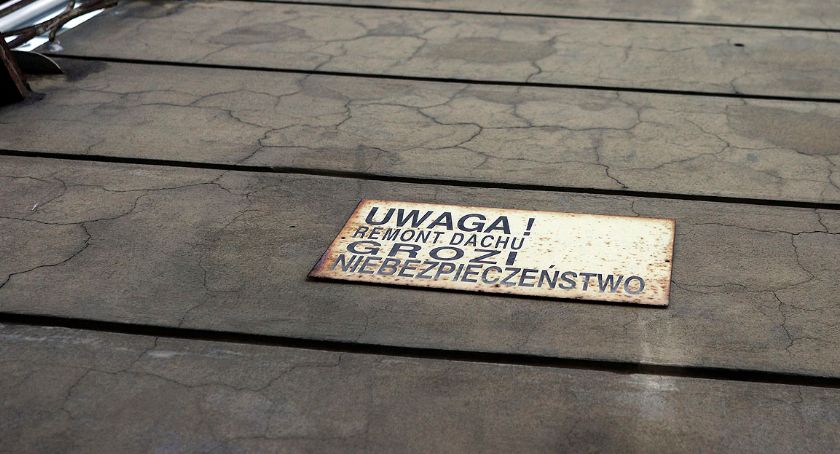 UWAGA !
REMONT DACHU
GROZI
NIEBEZPIECZEŃSTWO